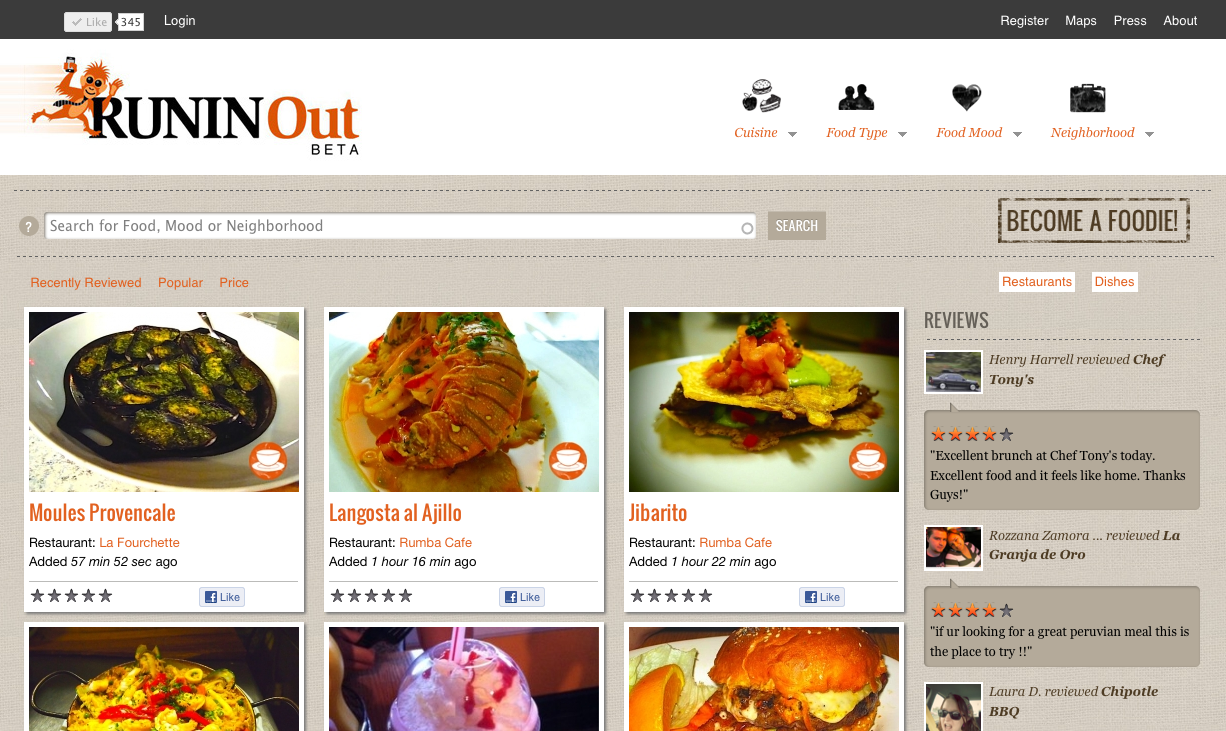 Like 345 Login Register Maps Press About
RUNINOut
BETA
Cuisine Food Type Food Mood Neighborhood
? Search for Food, Mood or Neighborhood SEARCH BECOME A FOODIE!
Recently Reviewed Popular Price Restaurants Dishes
Moules Provencale
Restaurant: La Fourchette
Added 57 min 52 sec ago
Like
Langosta al Ajillo
Restaurant: Rumba Cafe
Added 1 hour 16 min ago
Like
Jibarito
Restaurant: Rumba Cafe
Added 1 hour 22 min ago
Like
REVIEWS
Henry Harrell reviewed Chef
Tony's
"Excellent brunch at Chef Tony's today.
Excellent food and it feels like home. Thanks
Guys!"
Rozzana Zamora ... reviewed La
Granja de Oro
"if ur looking for a great peruvian meal this is
the place to try !!"
Laura D. reviewed Chipotle
BBQ